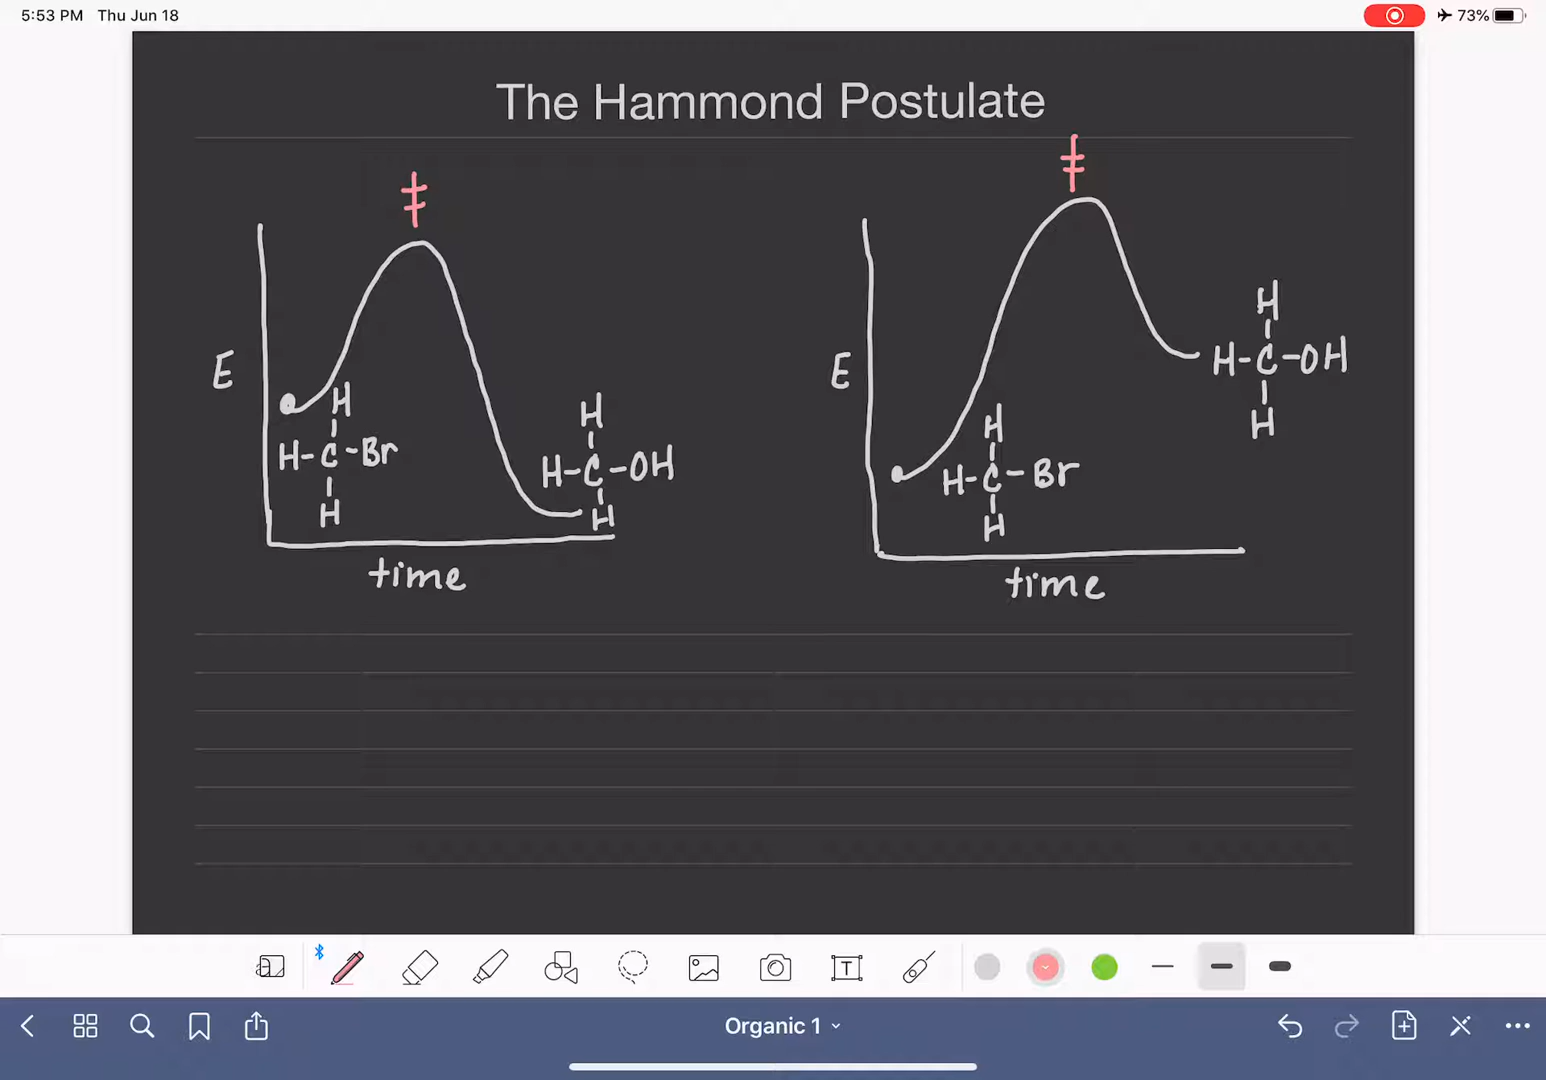 5:53 PM Thu Jun 18
73%
The Hammond Postulate
‡
‡
E
H
H-C-Br
H
H
H-C-OH
H
time
E
H
H-C-Br
H
H
H-C-OH
H
time
T
Organic 1